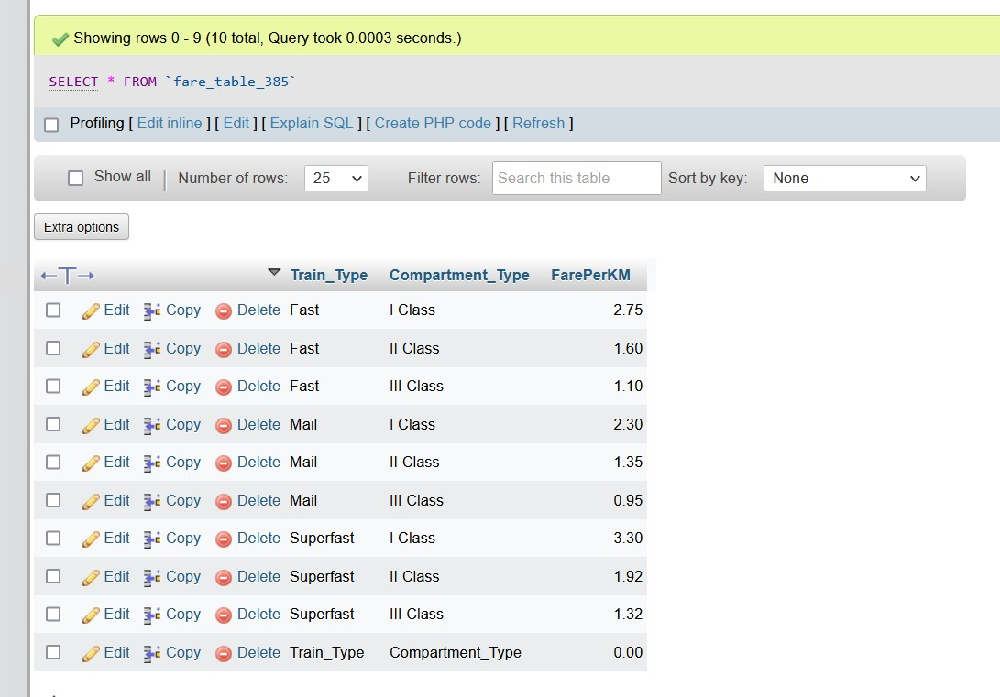 Showing rows 0 - 9 (10 total, Query took 0.0003 seconds.)
SELECT * FROM `fare_table_385`
Profiling [ Edit inline ] [ Edit ] [ Explain SQL ] [ Create PHP code ] [ Refresh ]
Show all | Number of rows: 25 Filter rows: Search this table Sort by key: None
Extra options
←T→ Train_Type Compartment_Type FarePerKM
Edit Copy Delete Fast I Class 2.75
Edit Copy Delete Fast II Class 1.60
Edit Copy Delete Fast III Class 1.10
Edit Copy Delete Mail I Class 2.30
Edit Copy Delete Mail II Class 1.35
Edit Copy Delete Mail III Class 0.95
Edit Copy Delete Superfast I Class 3.30
Edit Copy Delete Superfast II Class 1.92
Edit Copy Delete Superfast III Class 1.32
Edit Copy Delete Train_Type Compartment_Type 0.00